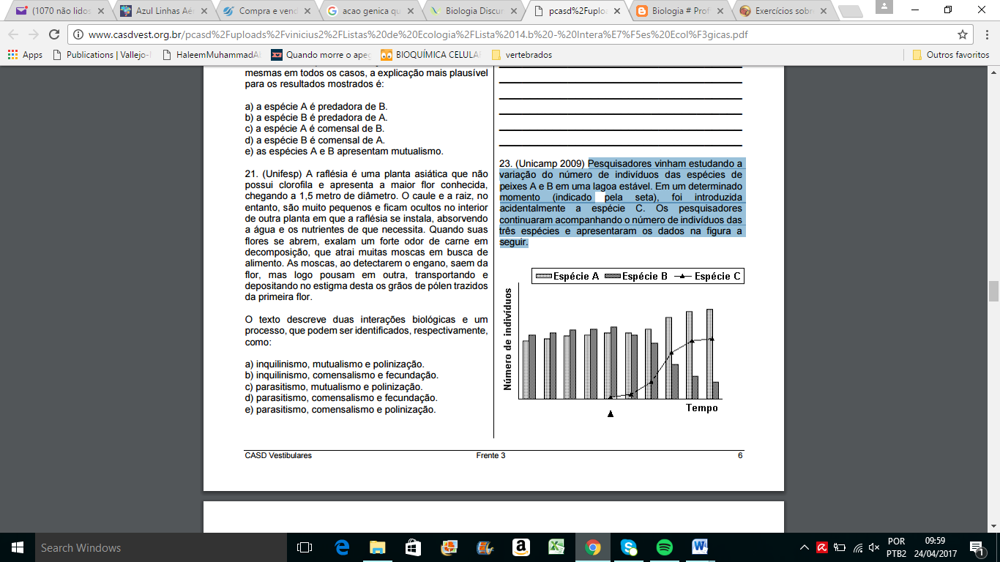 (1070 não lidos
Azul Linhas Aé
Compra e vend
acao genica qu
Biologia Discur
pcasd%2Fuploa
Biologia # Prof
Exercícios sobr
www.casdvest.org.br/pcasd%2Fuploads%2Fvinicius2%2FListas%20de%20Ecologia%2FLista%2014.b%20-%20Intera%E7%F5es%20Ecol%F3gicas.pdf
Apps
Publications | Vallejo-
HaleemMuhammadAl
Quando morre o apeg
BIOQUÍMICA CELULA
vertebrados
Outros favoritos
mesmas em todos os casos, a explicação mais plausível
para os resultados mostrados é:
a) a espécie A é predadora de B.
b) a espécie B é predadora de A.
c) a espécie A é comensal de B.
d) a espécie B é comensal de A.
e) as espécies A e B apresentam mutualismo.
21. (Unifesp) A raflésia é uma planta asiática que não
possui clorofila e apresenta a maior flor conhecida,
chegando a 1,5 metro de diâmetro. O caule e a raiz, no
entanto, são muito pequenos e ficam ocultos no interior
de outra planta em que a raflésia se instala, absorvendo
a água e os nutrientes de que necessita. Quando suas
flores se abrem, exalam um forte odor de carne em
decomposição, que atrai muitas moscas em busca de
alimento. As moscas, ao detectarem o engano, saem da
flor, mas logo pousam em outra, transportando e
depositando no estigma desta os grãos de pólen trazidos
da primeira flor.
O texto descreve duas interações biológicas e um
processo, que podem ser identificados, respectivamente,
como:
a) inquilinismo, mutualismo e polinização.
b) inquilinismo, comensalismo e fecundação.
c) parasitismo, mutualismo e polinização.
d) parasitismo, comensalismo e fecundação.
e) parasitismo, comensalismo e polinização.
23. (Unicamp 2009) Pesquisadores vinham estudando a
variação do número de indivíduos das espécies de
peixes A e B em uma lagoa estável. Em um determinado
momento (indicado pela seta), foi introduzida
acidentalmente a espécie C. Os pesquisadores
continuaram acompanhando o número de indivíduos das
três espécies e apresentaram os dados na figura a
seguir.
Espécie A Espécie B Espécie C
Número de indivíduos
Tempo
CASD Vestibulares Frente 3 6
Search Windows
POR
PTB2
09:59
24/04/2017
1